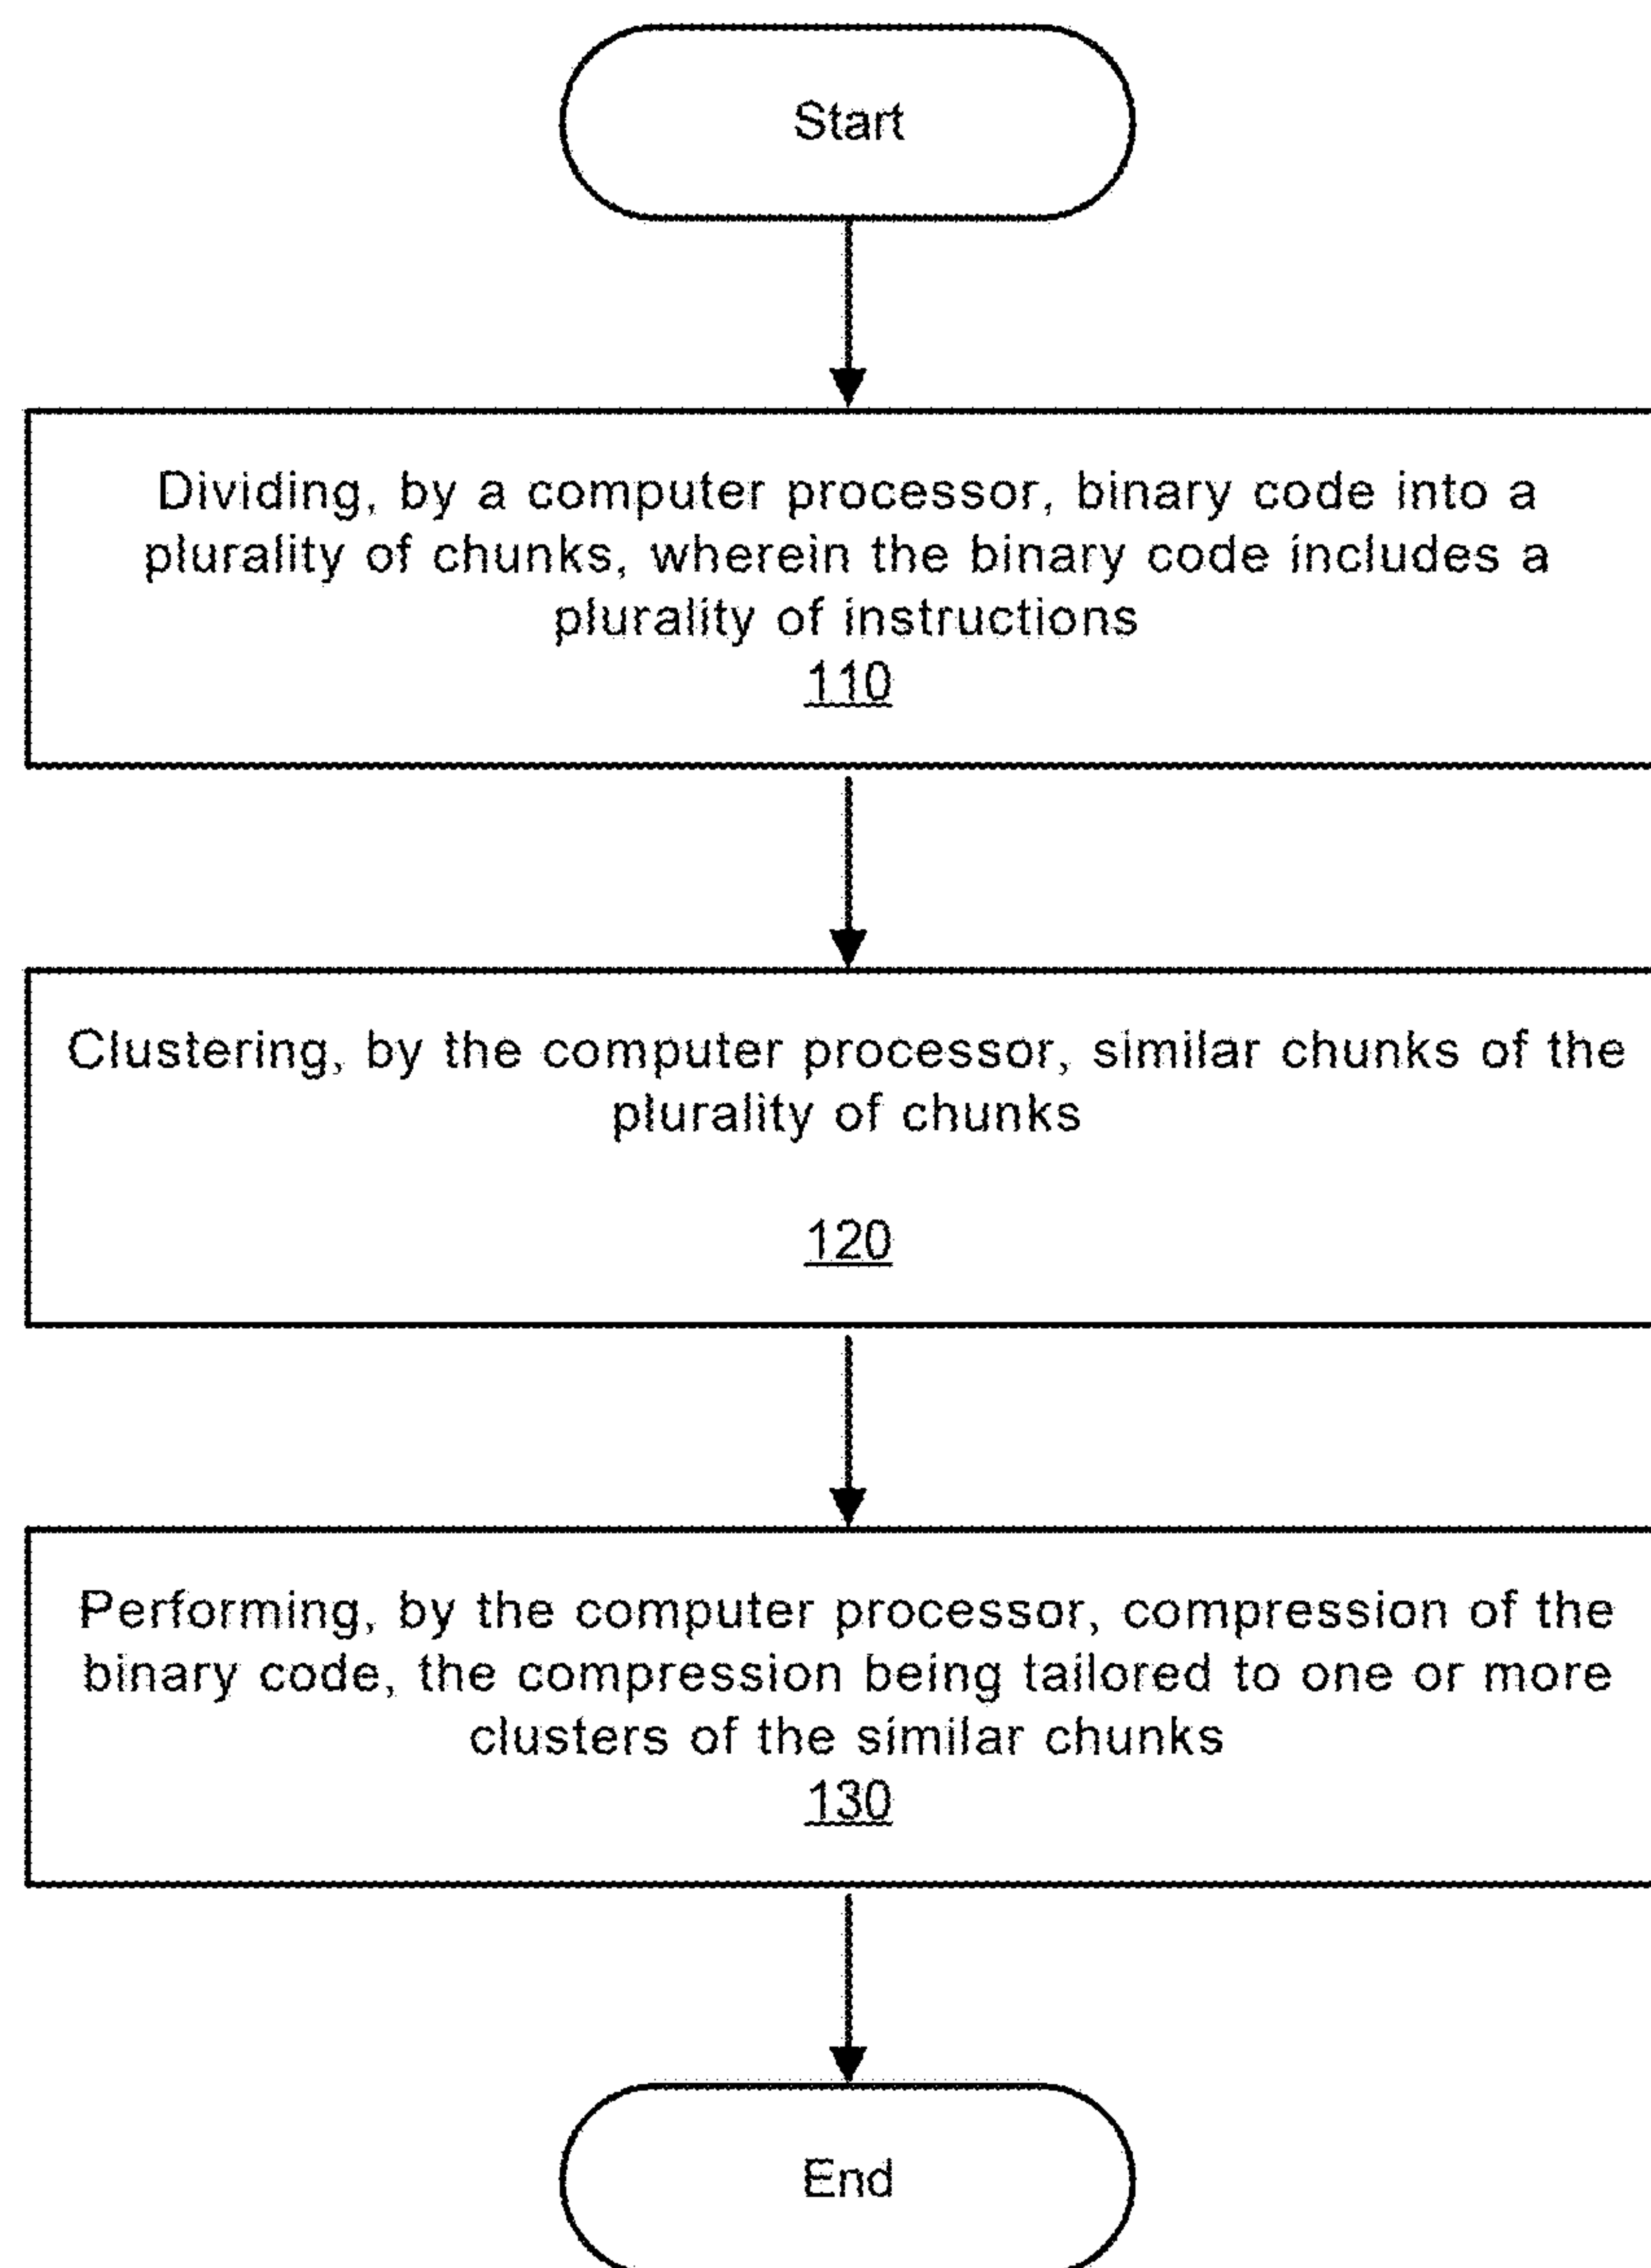 Start
Dividing, by a computer processor, binary code into a
plurality of chunks, wherein the binary code includes a
plurality of instructions
110
Clustering, by the computer processor, similar chunks of the
plurality of chunks
120
Performing, by the computer processor, compression of the
binary code, the compression being tailored to one or more
clusters of the similar chunks
130
End